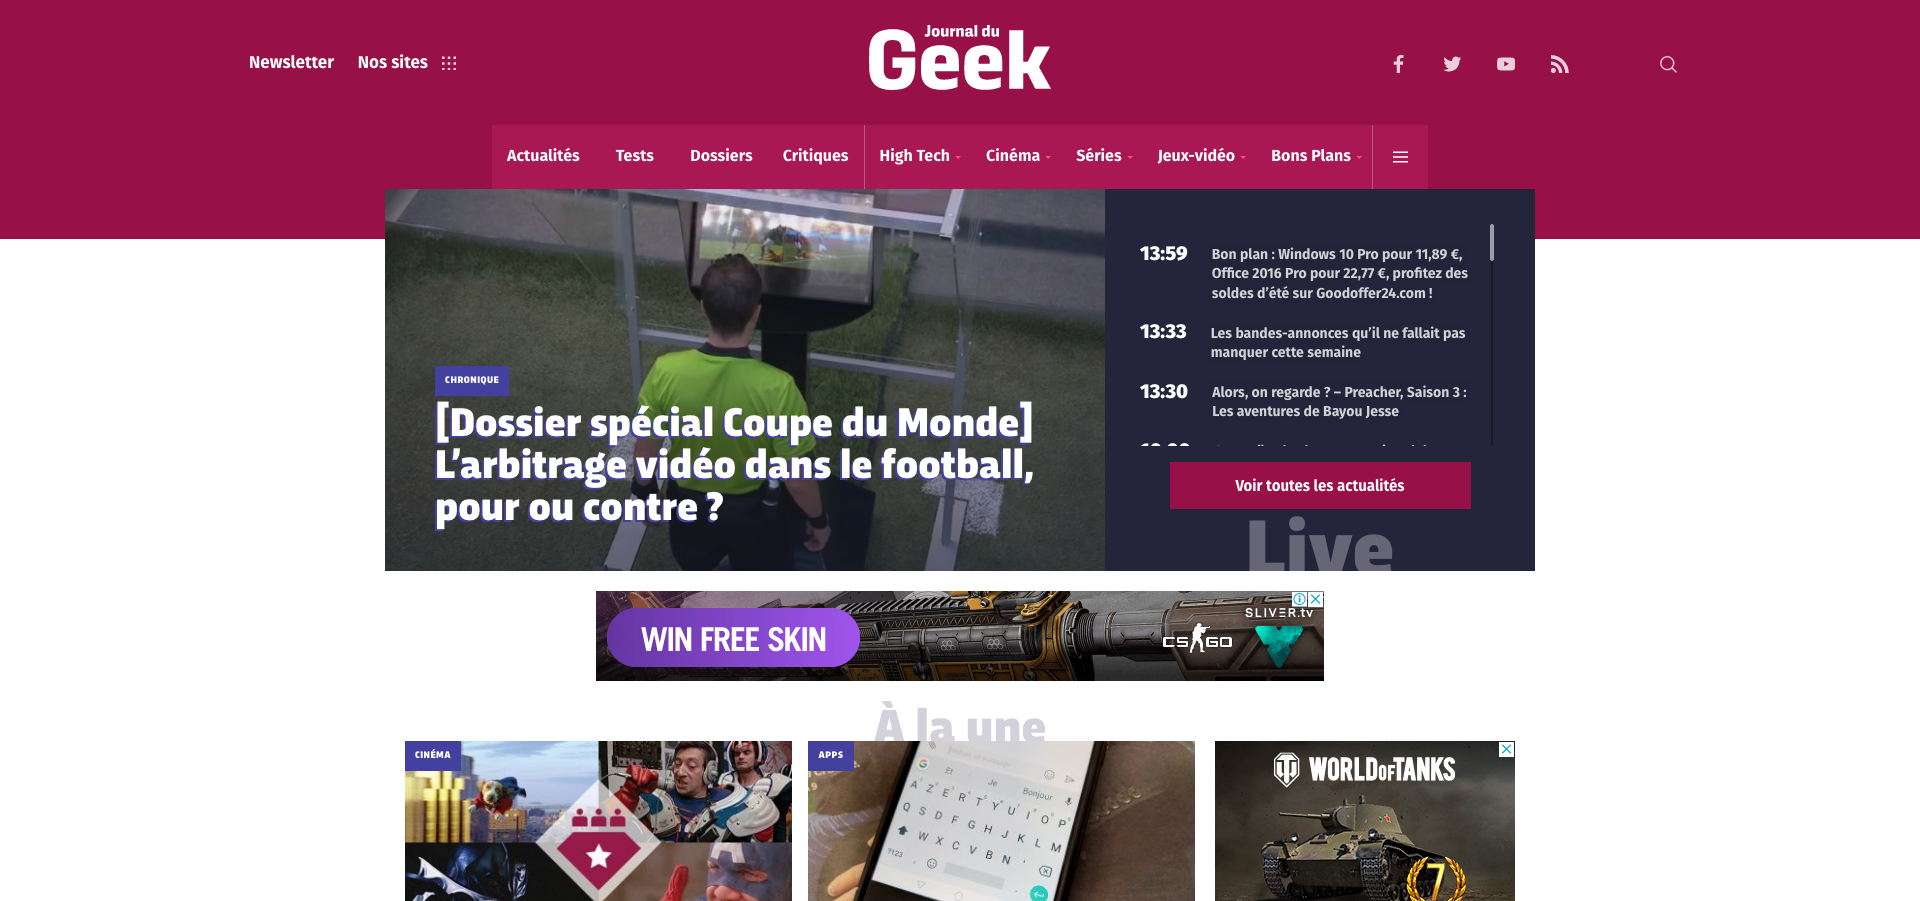 Newsletter
Nos sites
Journal du
Geek
Actualités
Tests
Dossiers
Critiques
High Tech
Cinéma
Séries
Jeux-vidéo
Bons Plans
CHRONIQUE
[Dossier spécial Coupe du Monde]
L’arbitrage vidéo dans le football,
pour ou contre ?
13:59
Bon plan : Windows 10 Pro pour 11,89 €,
Office 2016 Pro pour 22,77 €, profitez des
soldes d’été sur Goodoffer24.com !
13:33
Les bandes-annonces qu’il ne fallait pas
manquer cette semaine
13:30
Alors, on regarde ? – Preacher, Saison 3 :
Les aventures de Bayou Jesse
Voir toutes les actualités
Live
WIN FREE SKIN
CS GO
SLIVER.tv
À la une
CINÉMA
APPS
Et
Je
Bonjour
A Z E R T Y U I O P
Q S D F G H J K L M
W X C V B N '
?123
WORLD OF TANKS
7